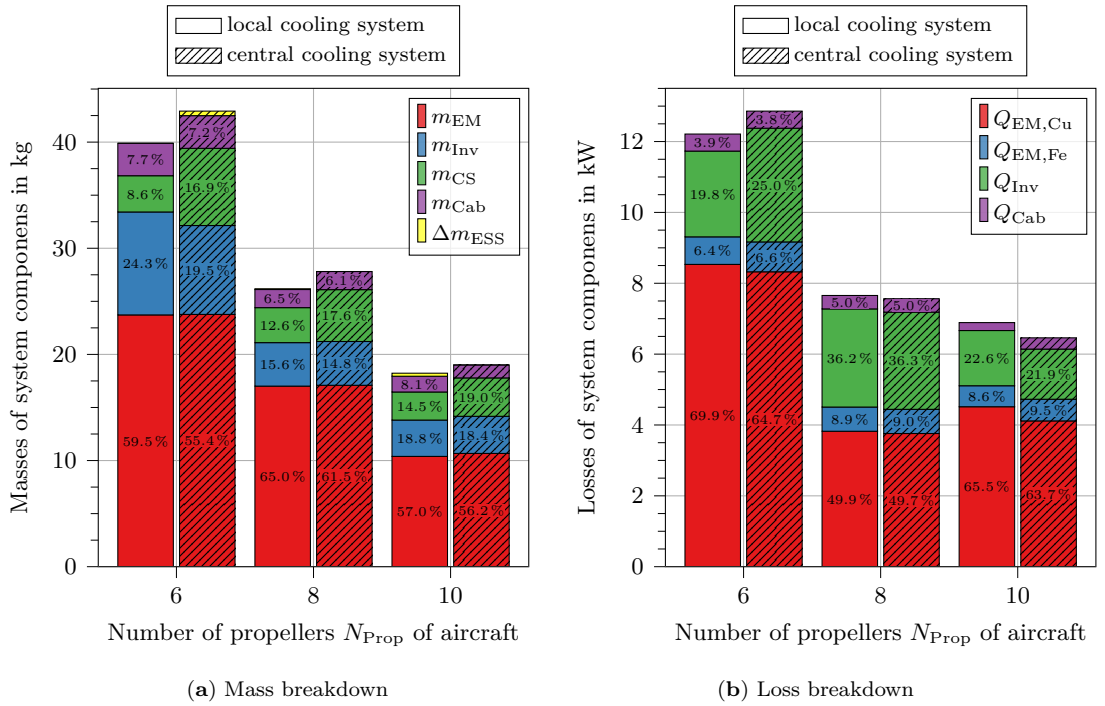 local cooling system
central cooling system
m_EM
m_Inv
m_CS
m_Cab
Δm_ESS
Masses of system componens in kg
40
30
20
10
0
7.7 %
8.6 %
24.3 %
59.5 %
7.2 %
16.9 %
19.5 %
55.4 %
6.5 %
12.6 %
15.6 %
65.0 %
6.1 %
17.6 %
14.8 %
61.5 %
8.1 %
14.5 %
18.8 %
57.0 %
19.0 %
18.4 %
56.2 %
6 8 10
Number of propellers N_Prop of aircraft
(a) Mass breakdown
local cooling system
central cooling system
Q_EM,Cu
Q_EM,Fe
Q_Inv
Q_Cab
Losses of system componens in kW
12
10
8
6
4
2
0
3.9 %
19.8 %
6.4 %
69.9 %
3.8 %
25.0 %
6.6 %
64.7 %
5.0 %
36.2 %
8.9 %
49.9 %
5.0 %
36.3 %
9.0 %
49.7 %
22.6 %
8.6 %
65.5 %
21.9 %
9.5 %
63.7 %
6 8 10
Number of propellers N_Prop of aircraft
(b) Loss breakdown